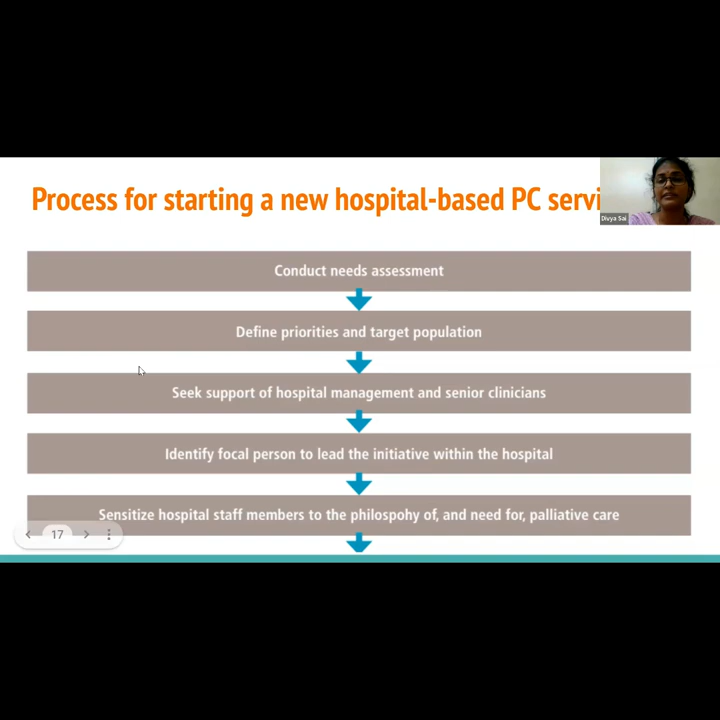 Process for starting a new hospital-based PC servi
Divya Sai
Conduct needs assessment
Define priorities and target population
Seek support of hospital management and senior clinicians
Identify focal person to lead the initiative within the hospital
Sensitize hospital staff members to the philospohy of, and need for, palliative care
17